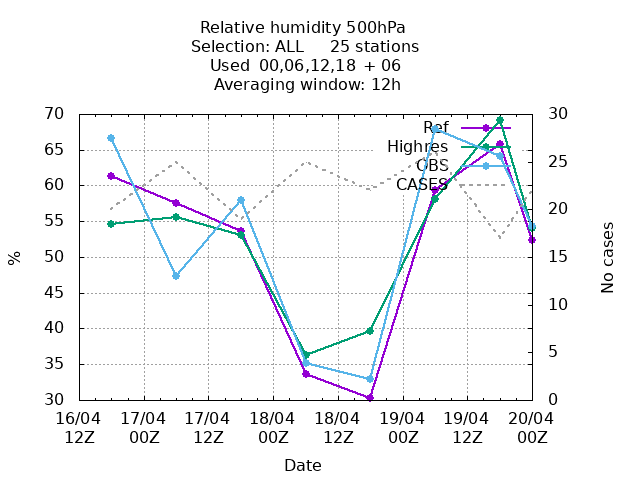 Relative humidity 500hPa
Selection: ALL     25 stations
Used  00,06,12,18 + 06
Averaging window: 12h
70
65
60
55
50
45
40
35
30
30
25
20
15
10
5
0
Ref
Highres
OBS
CASES
%
No cases
16/04 17/04 17/04 18/04 18/04 19/04 19/04 20/04
12Z 00Z 12Z 00Z 12Z 00Z 12Z 00Z
Date